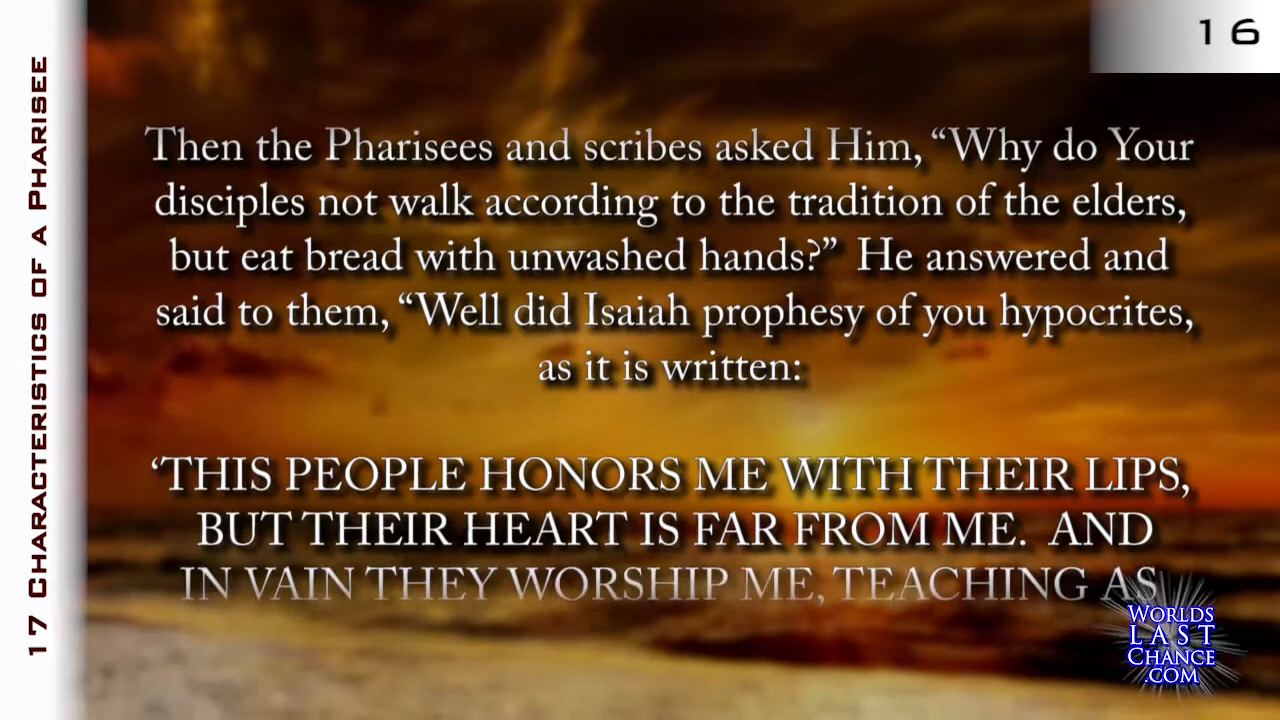 16
17 CHARACTERISTICS OF A PHARISEE
Then the Pharisees and scribes asked Him, “Why do Your
disciples not walk according to the tradition of the elders,
but eat bread with unwashed hands?” He answered and
said to them, “Well did Isaiah prophesy of you hypocrites,
as it is written:
‘THIS PEOPLE HONORS ME WITH THEIR LIPS,
BUT THEIR HEART IS FAR FROM ME. AND
IN VAIN THEY WORSHIP ME, TEACHING AS
WORLDS
LAST
CHANCE
.COM